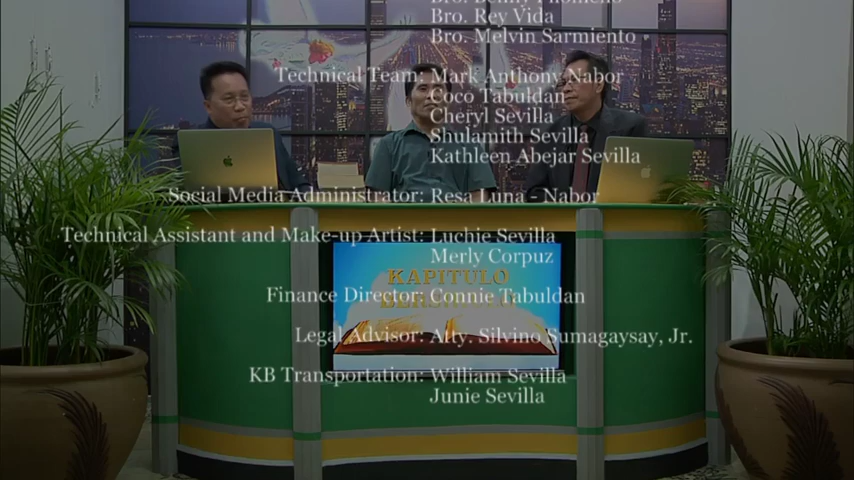 Bro. Rey Vida
Bro. Melvin Sarmiento
Technical Team: Mark Anthony Nabor
Coco Tabuldan
Cheryl Sevilla
Shulamith Sevilla
Kathleen Abejar Sevilla
Social Media Administrator: Resa Luna - Nabor
Technical Assistant and Make-up Artist: Luchie Sevilla
Merly Corpuz
KAPITULO
Finance Director: Connie Tabuldan
Legal Advisor: Atty. Silvino Sumagaysay, Jr.
KB Transportation: William Sevilla
Junie Sevilla